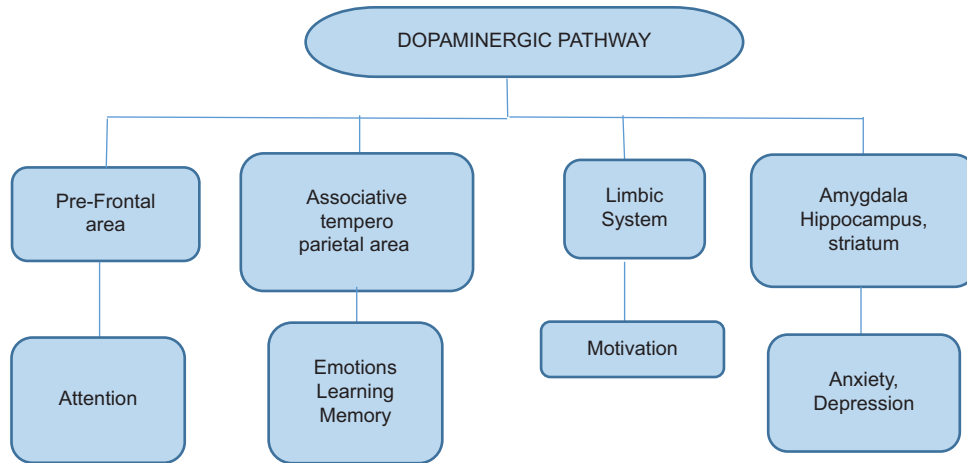 DOPAMINERGIC PATHWAY
Pre-Frontal
area
Associative
tempero
parietal area
Limbic
System
Amygdala
Hippocampus,
striatum
Attention
Emotions
Learning
Memory
Motivation
Anxiety,
Depression